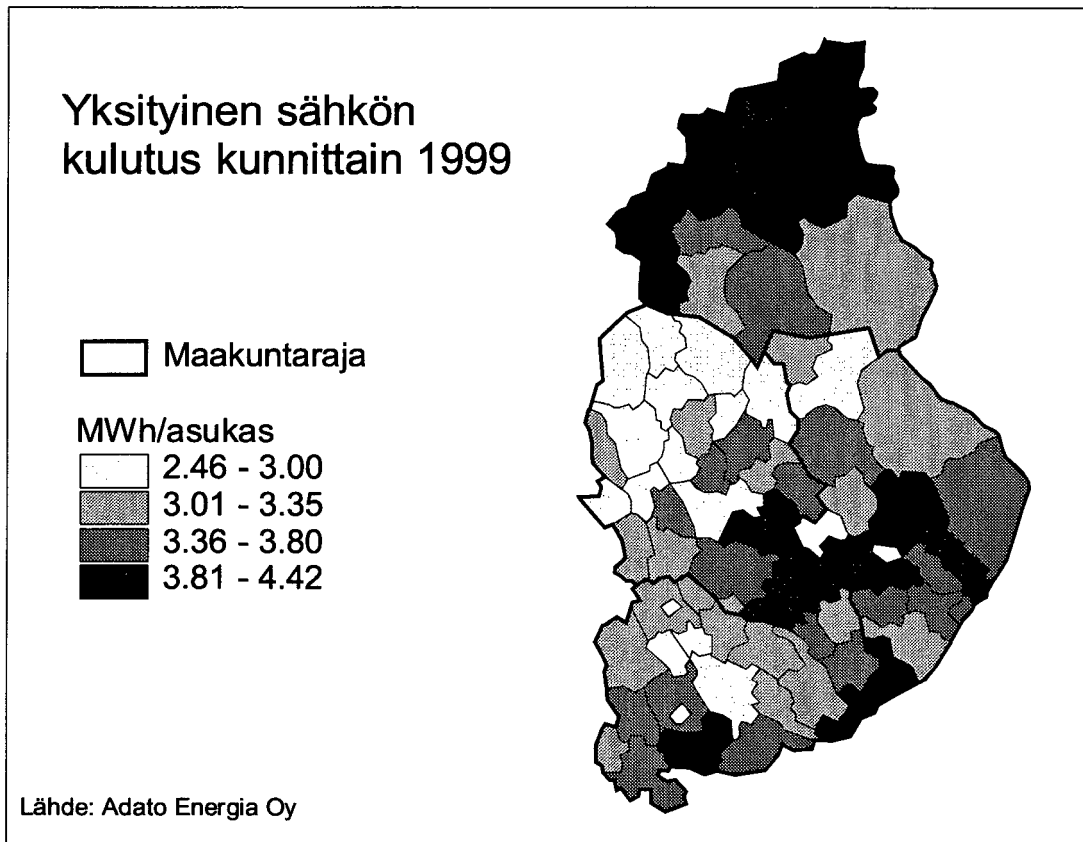 Yksityinen sähkön
kulutus kunnittain 1999
Maakuntaraja
MWh/asukas
2.46 - 3.00
3.01 - 3.35
3.36 - 3.80
3.81 - 4.42
Lähde: Adato Energia Oy